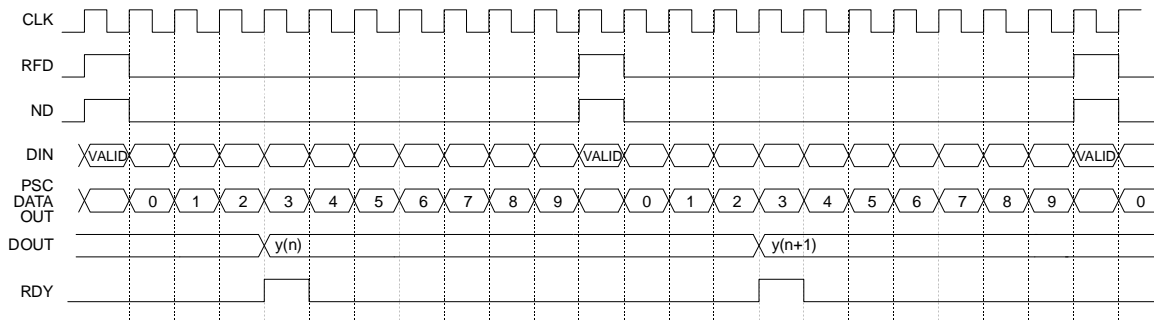 CLK
RFD
ND
DIN VALID VALID VALID
PSC DATA OUT 0 1 2 3 4 5 6 7 8 9 0 1 2 3 4 5 6 7 8 9 0
DOUT y(n) y(n+1)
RDY